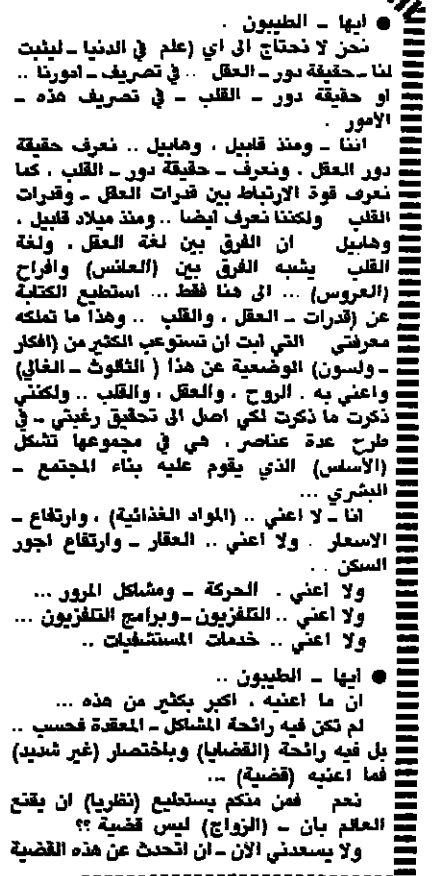 ● ايها ـ الطيبون .
نحن لا نحتاج الى اي (علم في الدنيا ـ ليثبت
لنا ـ حقيقة دور ـ العقل .. في تصريف ـ امورنا ..
او حقيقة دور ـ القلب ـ في تصريف هذه ـ
الأمور .
اننا ـ ومنذ قابيل ، وهابيل .. نعرف حقيقة
دور العقل . ونعرف ـ حقيقة دور ـ القلب . كما
نعرف قوة الارتباط بين قدرات العقل ـ وقدرات
القلب ولكننا نعرف ايضا .. ومنذ ميلاد قابيل .
وهابيل ان الفرق بين لغة العقل . ولغة
القلب يشبه الفرق بين (العانس) وافراح
(العروس) ... الى هنا فقط ... استطيع الكتابة
عن (قدرات ـ العقل . والقلب .. وهذا ما تملكه
معرفتي التي ابت ان تستوعب الكثير من (افكار
ـ ولسون) الوضعية عن هذا ( الثالوث ـ الغالي)
واعني به . الروح ، والعقل ، والقلب .. ولكنني
ذكرت ما ذكرت لكي اصل الى تحقيق رغبتي ـ في
طرح عدة عناصر . هي في مجموعها تشكل
(الأساس) الذي يقوم عليه بناء المجتمع ـ
البشري ...
انا ـ لا اعني .. (المواد الغذائية) ، وارتفاع ـ
الاسعار . ولا اعني .. العقار ـ وارتفاع اجور
السكن . .
ولا أعني . الحركة ـ ومشاكل المرور ...
ولا أعني .. التلفزيون ـ وبرامج التلفزيون ...
ولا اعني .. خدمات المستشفيات ..
● ايها ـ الطيبون ..
ان ما اعنيه . اكبر بكثير من هذه ...
لم تكن فيه رائحة المشاكل ـ المعقدة فحسب ..
بل فيه رائحة (القضايا) وباختصار (غير شديد)
فما اعنيه (قضية) ...
نعم فمن منكم يستطيع (نظريا) ان يقنع
العالم بان ـ (الزواج) ليس قضية ؟؟
ولا يسعدني الان ـ ان اتحدث عن هذه القضية